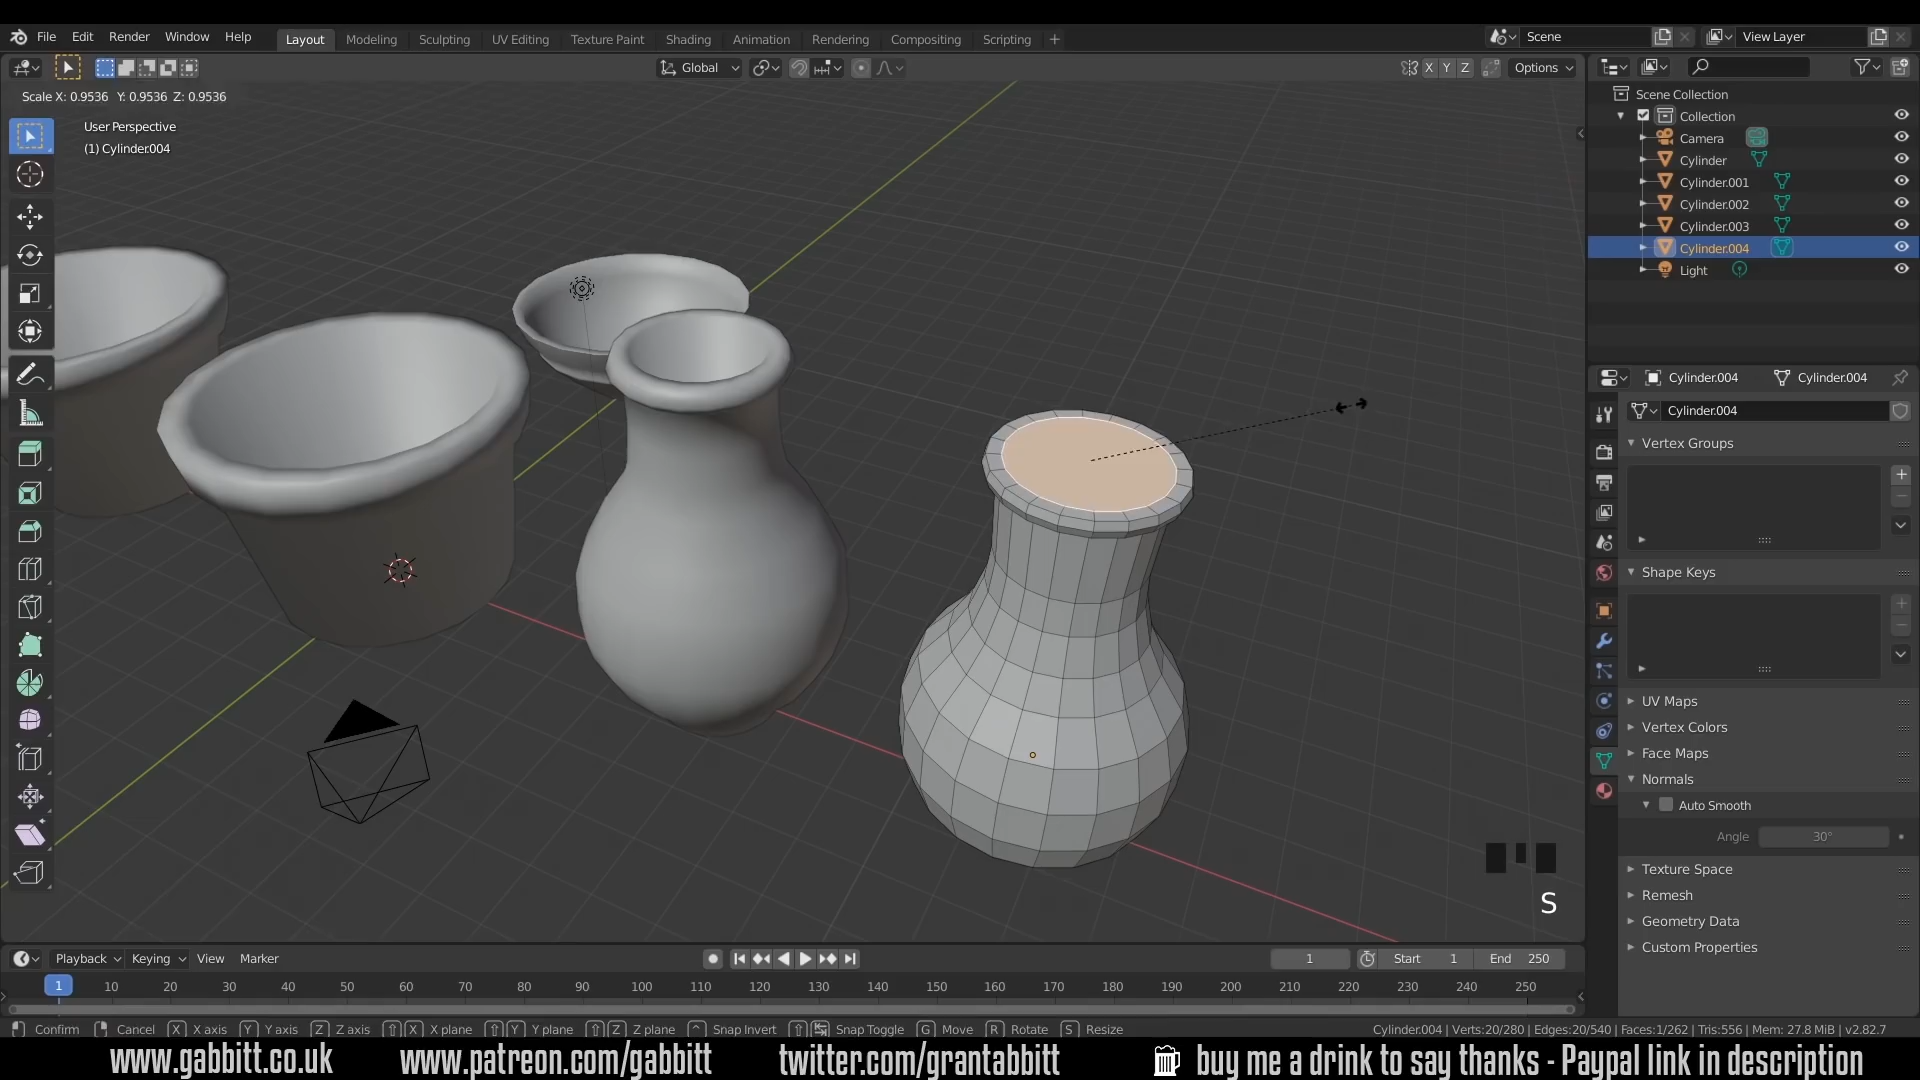 File Edit Render Window Help Layout Modeling Sculpting UV Editing Texture Paint Shading Animation Rendering Compositing Scripting + Scene View Layer
Global X Y Z Options
Scale X: 0.9536 Y: 0.9536 Z: 0.9536
User Perspective
(1) Cylinder.004
Scene Collection
Collection
Camera
Cylinder
Cylinder.001
Cylinder.002
Cylinder.003
Cylinder.004
Light
Cylinder.004 Cylinder.004
Cylinder.004
Vertex Groups
Shape Keys
UV Maps
Vertex Colors
Face Maps
Normals
Auto Smooth
Angle 30°
Texture Space
Remesh
Geometry Data
Custom Properties
S
Playback Keying View Marker 1 Start 1 End 250
1 10 20 30 40 50 60 70 80 90 100 110 120 130 140 150 160 170 180 190 200 210 220 230 240 250
Confirm Cancel X X axis Y Y axis Z Z axis X X plane Y Y plane Z Z plane Snap Invert Snap Toggle G Move R Rotate S Resize Cylinder.004 | Verts:20/280 | Edges:20/540 | Faces:1/262 | Tris:556 | Mem: 27.8 MiB | v2.82.7
www.gabbitt.co.uk www.patreon.com/gabbitt twitter.com/grantabbitt buy me a drink to say thanks - Paypal link in description